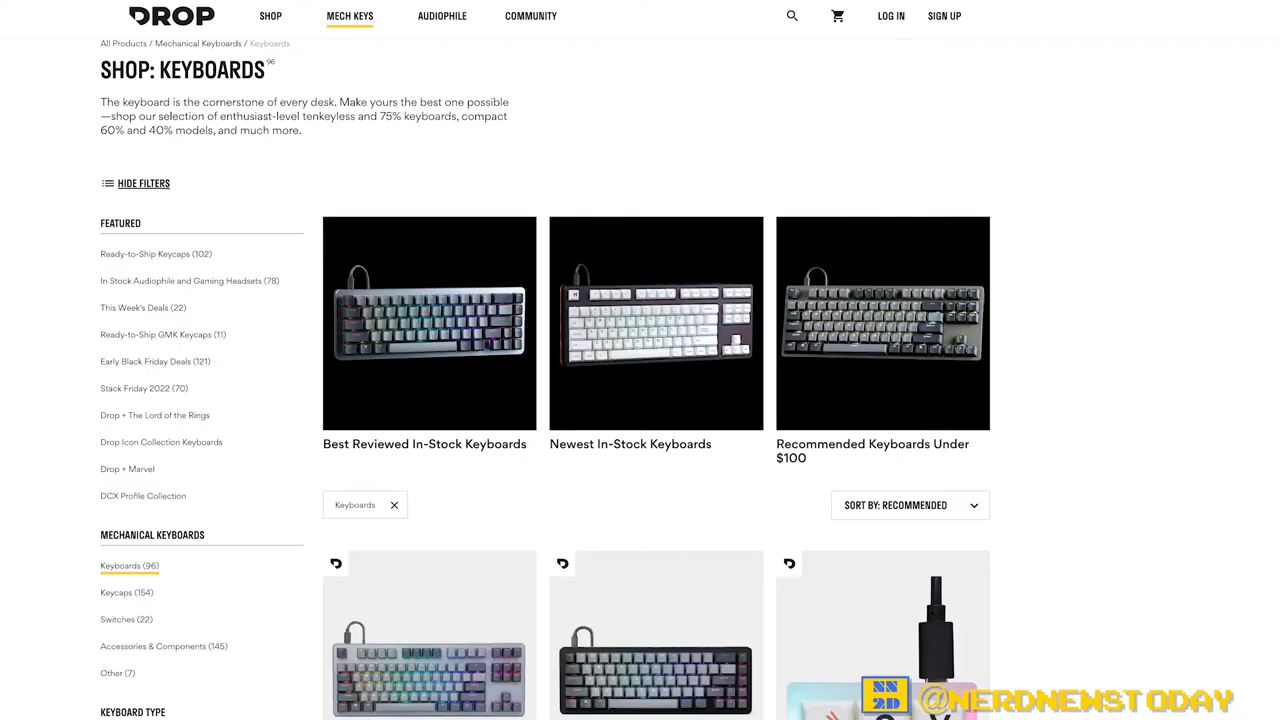 DROP
SHOP
MECH KEYS
AUDIOPHILE
COMMUNITY
LOG IN
SIGN UP
All Products / Mechanical Keyboards / Keyboards
SHOP: KEYBOARDS 96
The keyboard is the cornerstone of every desk. Make yours the best one possible
—shop our selection of enthusiast-level tenkeyless and 75% keyboards, compact
60% and 40% models, and much more.
HIDE FILTERS
FEATURED
Ready-to-Ship Keycaps (102)
In Stock Audiophile and Gaming Headsets (78)
This Week's Deals (22)
Ready-to-Ship GMK Keycaps (11)
Early Black Friday Deals (121)
Stack Friday 2022 (70)
Drop + The Lord of the Rings
Drop Icon Collection Keyboards
Drop + Marvel
DCX Profile Collection
MECHANICAL KEYBOARDS
Keyboards (96)
Keycaps (154)
Switches (22)
Accessories & Components (145)
Other (7)
KEYBOARD TYPE
Best Reviewed In-Stock Keyboards
Newest In-Stock Keyboards
Recommended Keyboards Under
$100
Keyboards
SORT BY: RECOMMENDED
NN
2D
@NERDNEWSTODAY